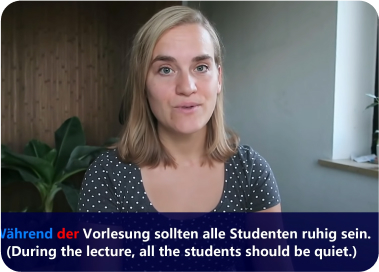 Während der Vorlesung sollten alle Studenten ruhig sein.
(During the lecture, all the students should be quiet.)